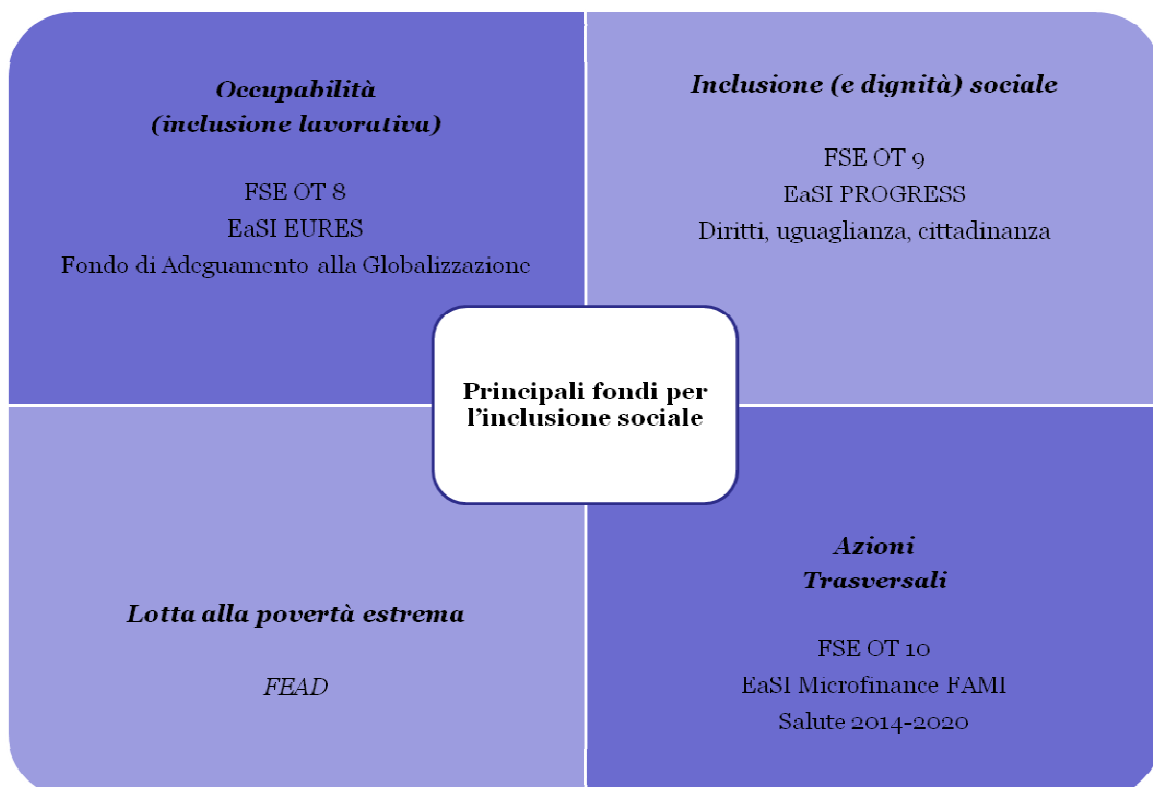 Occupabilità
(inclusione lavorativa)
FSE OT 8
EaSI EURES
Fondo di Adeguamento alla Globalizzazione
Inclusione (e dignità) sociale
FSE OT 9
EaSI PROGRESS
Diritti, uguaglianza, cittadinanza
Principali fondi per
l'inclusione sociale
Lotta alla povertà estrema
FEAD
Azioni
Trasversali
FSE OT 10
EaSI Microfinance FAMI
Salute 2014-2020